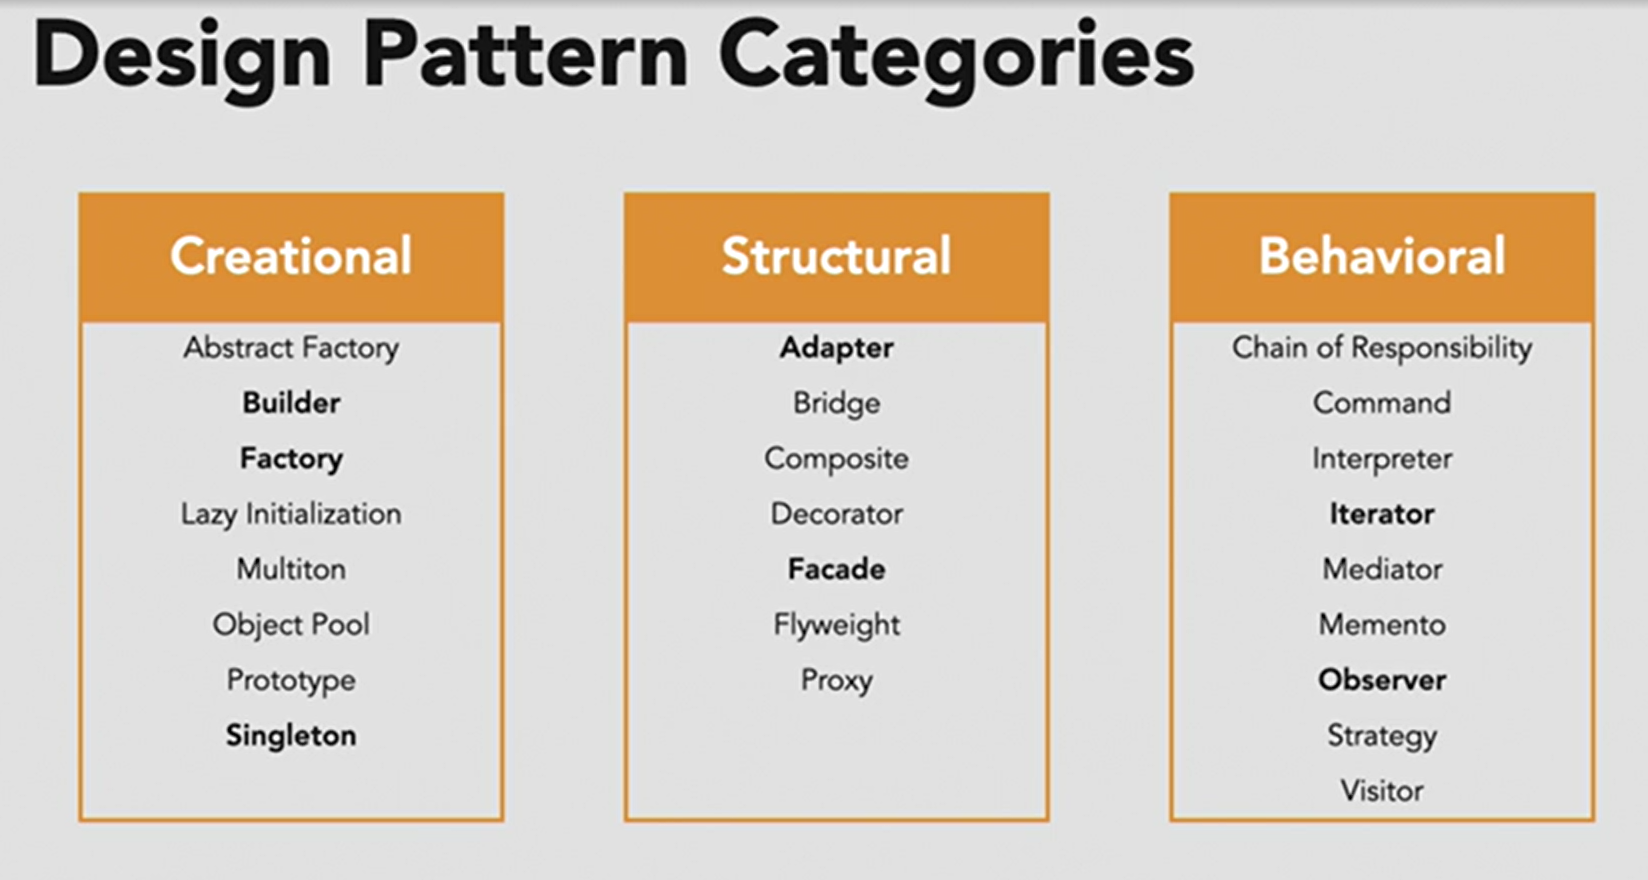 Design Pattern Categories
Creational
Abstract Factory
Builder
Factory
Lazy Initialization
Multiton
Object Pool
Prototype
Singleton
Structural
Adapter
Bridge
Composite
Decorator
Facade
Flyweight
Proxy
Behavioral
Chain of Responsibility
Command
Interpreter
Iterator
Mediator
Memento
Observer
Strategy
Visitor